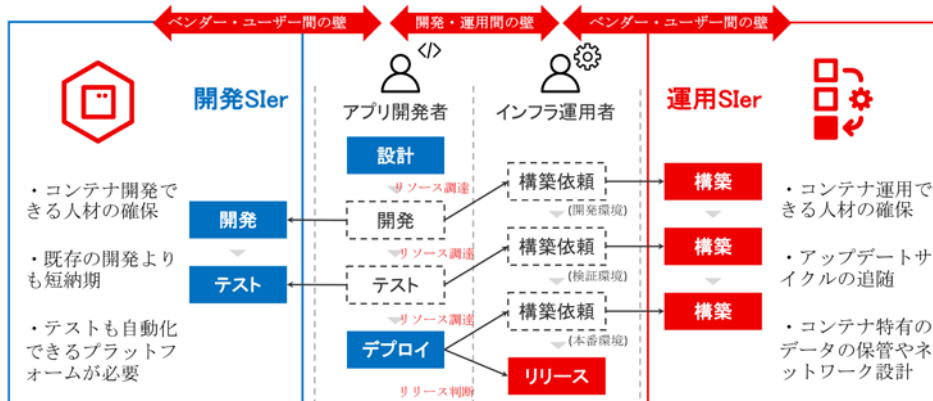 ベンダー・ユーザー間の壁
開発・運用間の壁
ベンダー・ユーザー間の壁
開発SIer
・コンテナ開発で
きる人材の確保
・既存の開発より
も短納期
・テストも自動化
できるプラットフ
ォームが必要
開発
テスト
</>
アプリ開発者
設計
リソース調達
開発
リソース調達
テスト
リソース調達
デプロイ
リリース判断
インフラ運用者
構築依頼
(開発環境)
構築依頼
(検証環境)
構築依頼
(本番環境)
リリース
運用SIer
構築
構築
構築
・コンテナ運用で
きる人材の確保
・アップデートサ
イクルの追随
・コンテナ特有の
データの保管やネ
ットワーク設計